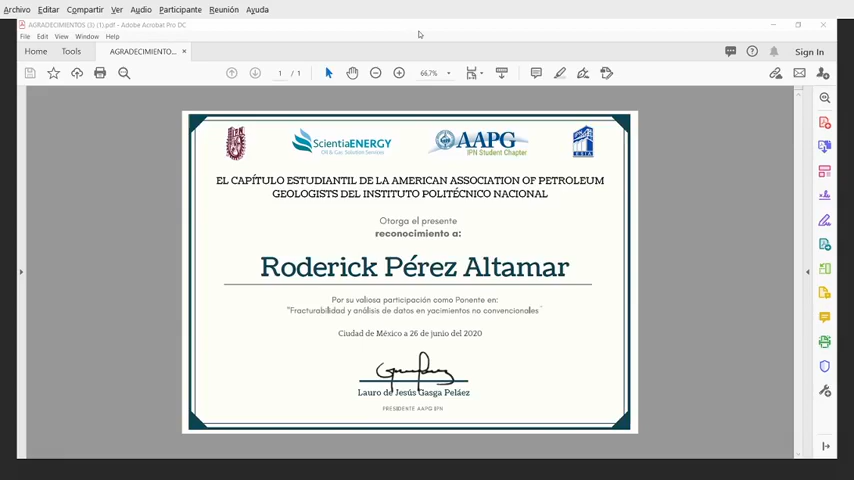 Archivo Editar Compartir Ver Audio Participante Reunión Ayuda
AGRADECIMIENTOS (3) (1).pdf - Adobe Acrobat Pro DC
File Edit View Window Help
Home Tools AGRADECIMIENTO... × Sign In
1 / 1 66.7%
IPN
ScientiaENERGY
Oil & Gas Solution Services
AAPG
IPN Student Chapter
ESIA
EL CAPÍTULO ESTUDIANTIL DE LA AMERICAN ASSOCIATION OF PETROLEUM
GEOLOGISTS DEL INSTITUTO POLITÉCNICO NACIONAL
Otorga el presente
reconocimiento a:
Roderick Pérez Altamar
Por su valiosa participación como Ponente en:
"Fracturabilidad y análisis de datos en yacimientos no convencionales"
Ciudad de México a 26 de junio del 2020
Lauro de Jesús Gasga Peláez
PRESIDENTE AAPG IPN